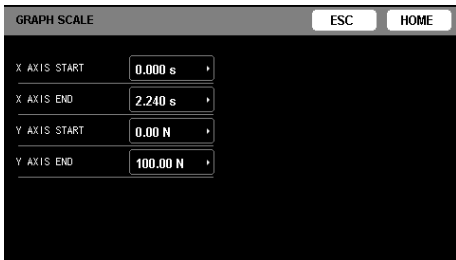 GRAPH SCALE ESC HOME
X AXIS START 0.000 s
X AXIS END 2.240 s
Y AXIS START 0.00 N
Y AXIS END 100.00 N